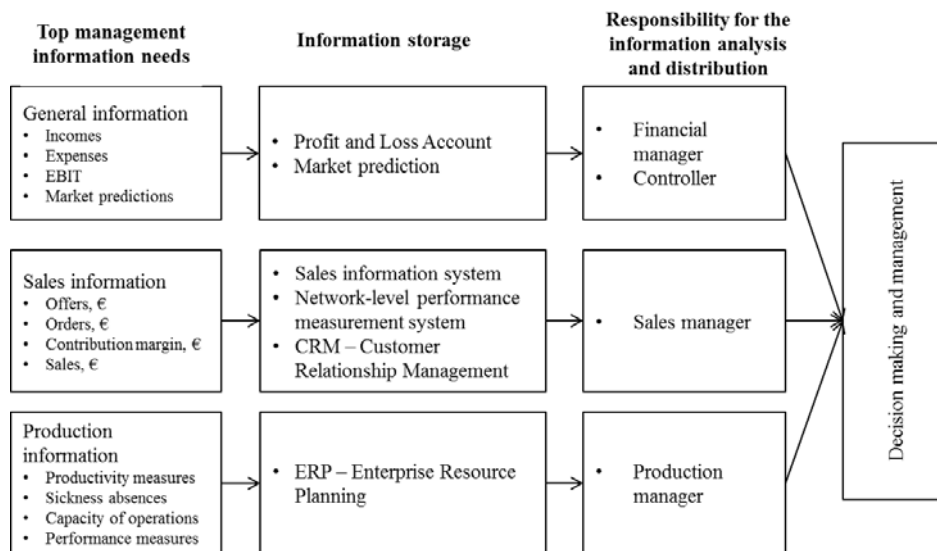 Top management
information needs
Information storage
Responsibility for the
information analysis
and distribution
General information
• Incomes
• Expenses
• EBIT
• Market predictions
• Profit and Loss Account
• Market prediction
• Financial
manager
• Controller
Sales information
• Offers, €
• Orders, €
• Contribution margin, €
• Sales, €
• Sales information system
• Network-level performance
measurement system
• CRM – Customer
Relationship Management
• Sales manager
Production
information
• Productivity measures
• Sickness absences
• Capacity of operations
• Performance measures
• ERP – Enterprise Resource
Planning
• Production
manager
Decision making and management